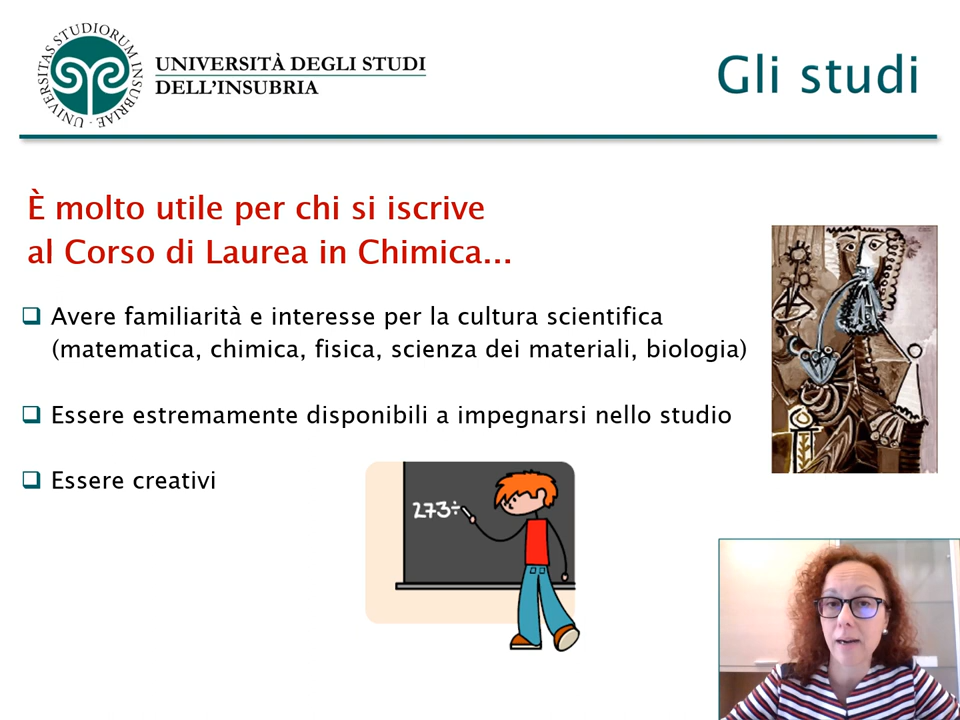 UNIVERSITAS STUDIORUM INSUBRIAE
UNIVERSITÀ DEGLI STUDI
DELL'INSUBRIA
Gli studi
È molto utile per chi si iscrive
al Corso di Laurea in Chimica...
Avere familiarità e interesse per la cultura scientifica
(matematica, chimica, fisica, scienza dei materiali, biologia)
Essere estremamente disponibili a impegnarsi nello studio
Essere creativi
273÷